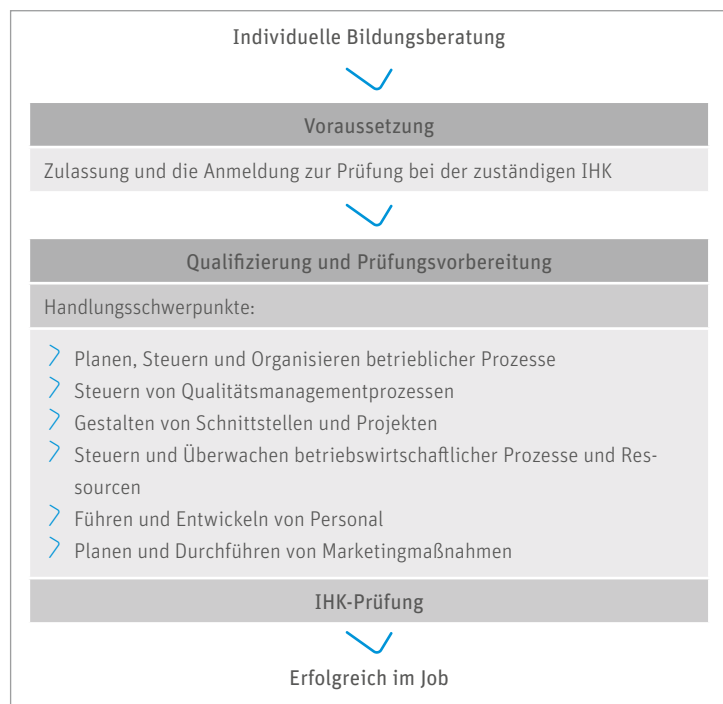 Individuelle Bildungsberatung
Voraussetzung
Zulassung und die Anmeldung zur Prüfung bei der zuständigen IHK
Qualifizierung und Prüfungsvorbereitung
Handlungsschwerpunkte:
Planen, Steuern und Organisieren betrieblicher Prozesse
Steuern von Qualitätsmanagementprozessen
Gestalten von Schnittstellen und Projekten
Steuern und Überwachen betriebswirtschaftlicher Prozesse und Res-
sourcen
Führen und Entwickeln von Personal
Planen und Durchführen von Marketingmaßnahmen
IHK-Prüfung
Erfolgreich im Job